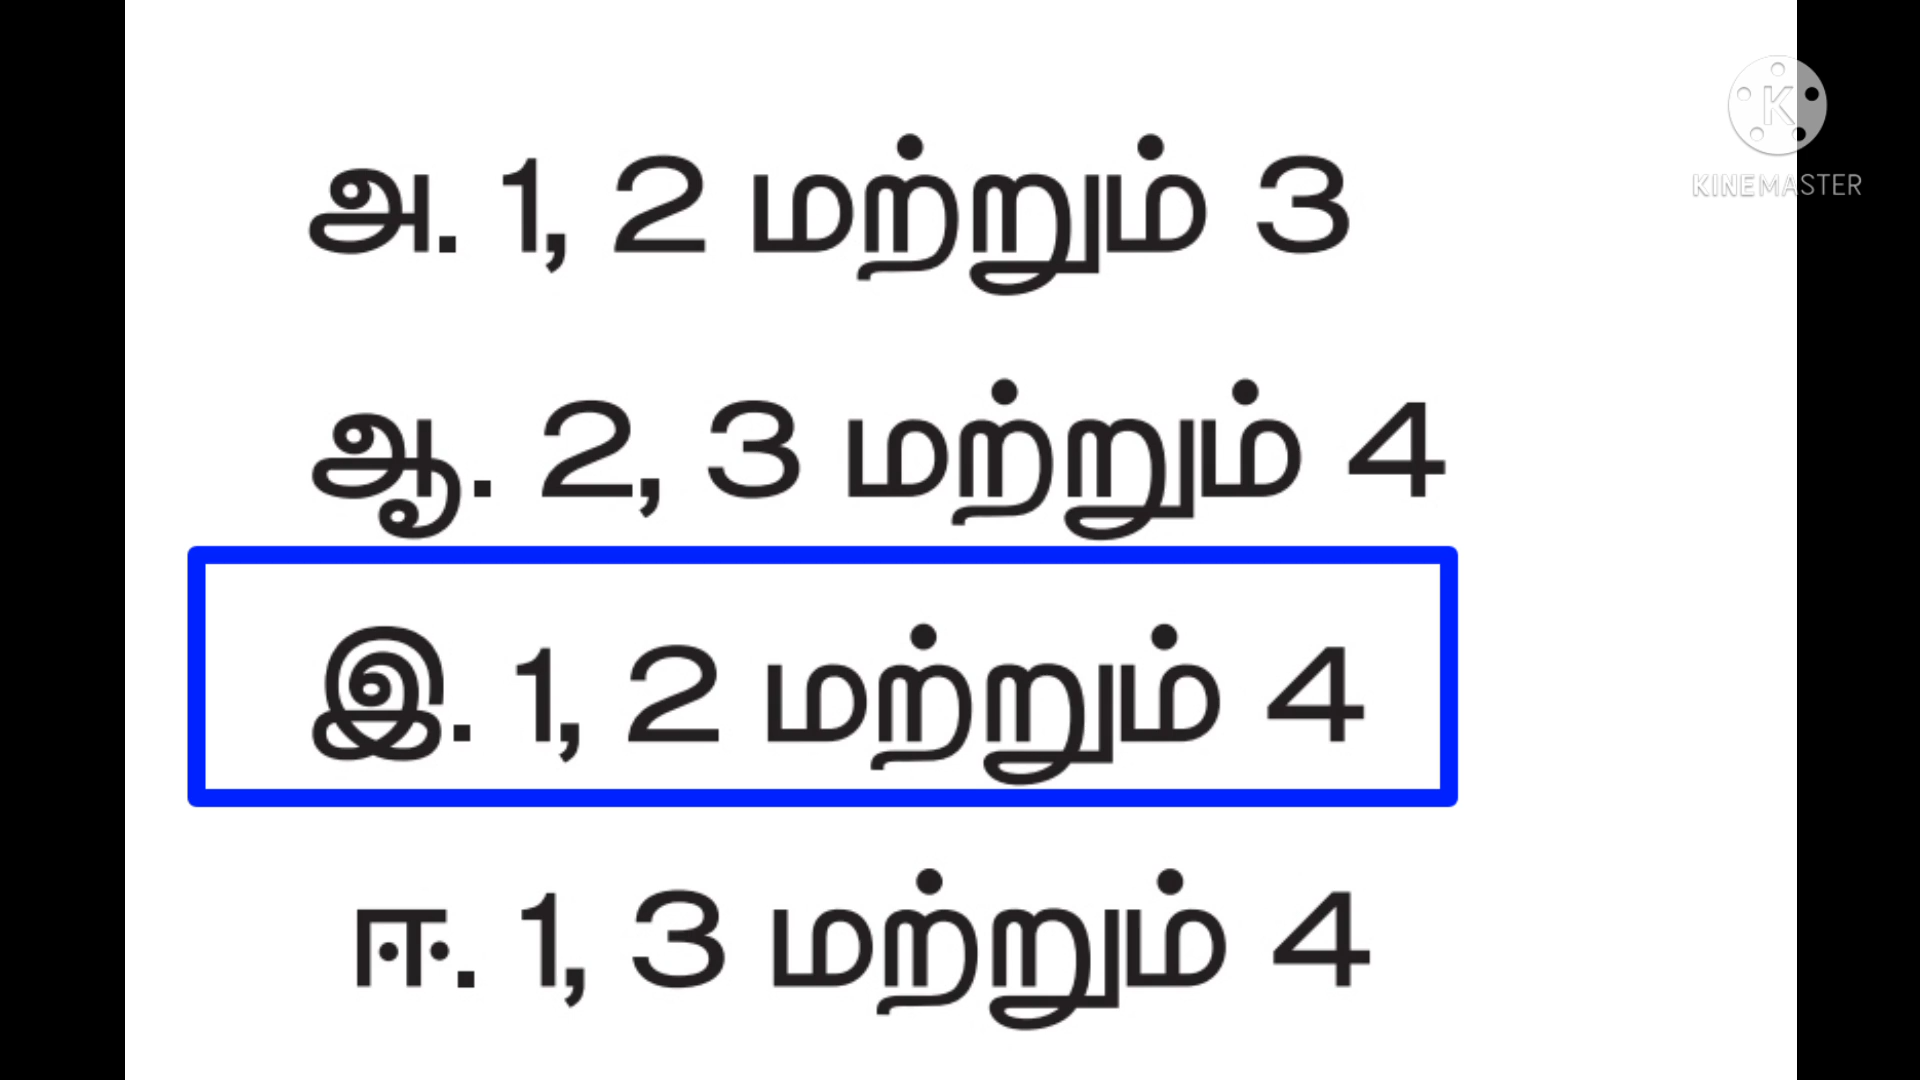 அ. 1, 2 மற்றும் 3
KINEMASTER
ஆ. 2, 3 மற்றும் 4
இ. 1, 2 மற்றும் 4
ஈ. 1, 3 மற்றும் 4